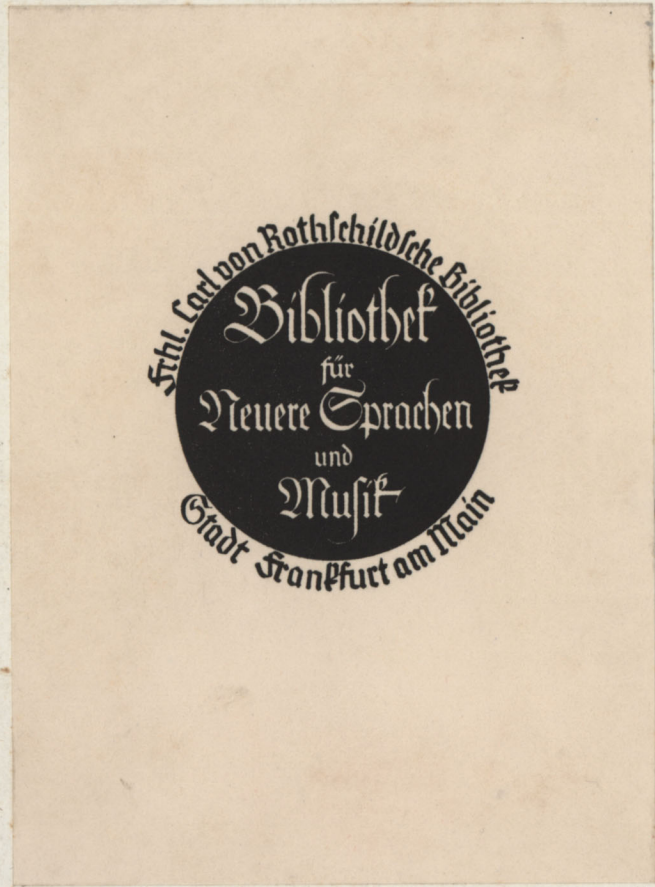 Frhl. Carl von Rothschildsche Bibliothek
Bibliothek
für
Neuere Sprachen
und
Musik
Stadt Frankfurt am Main